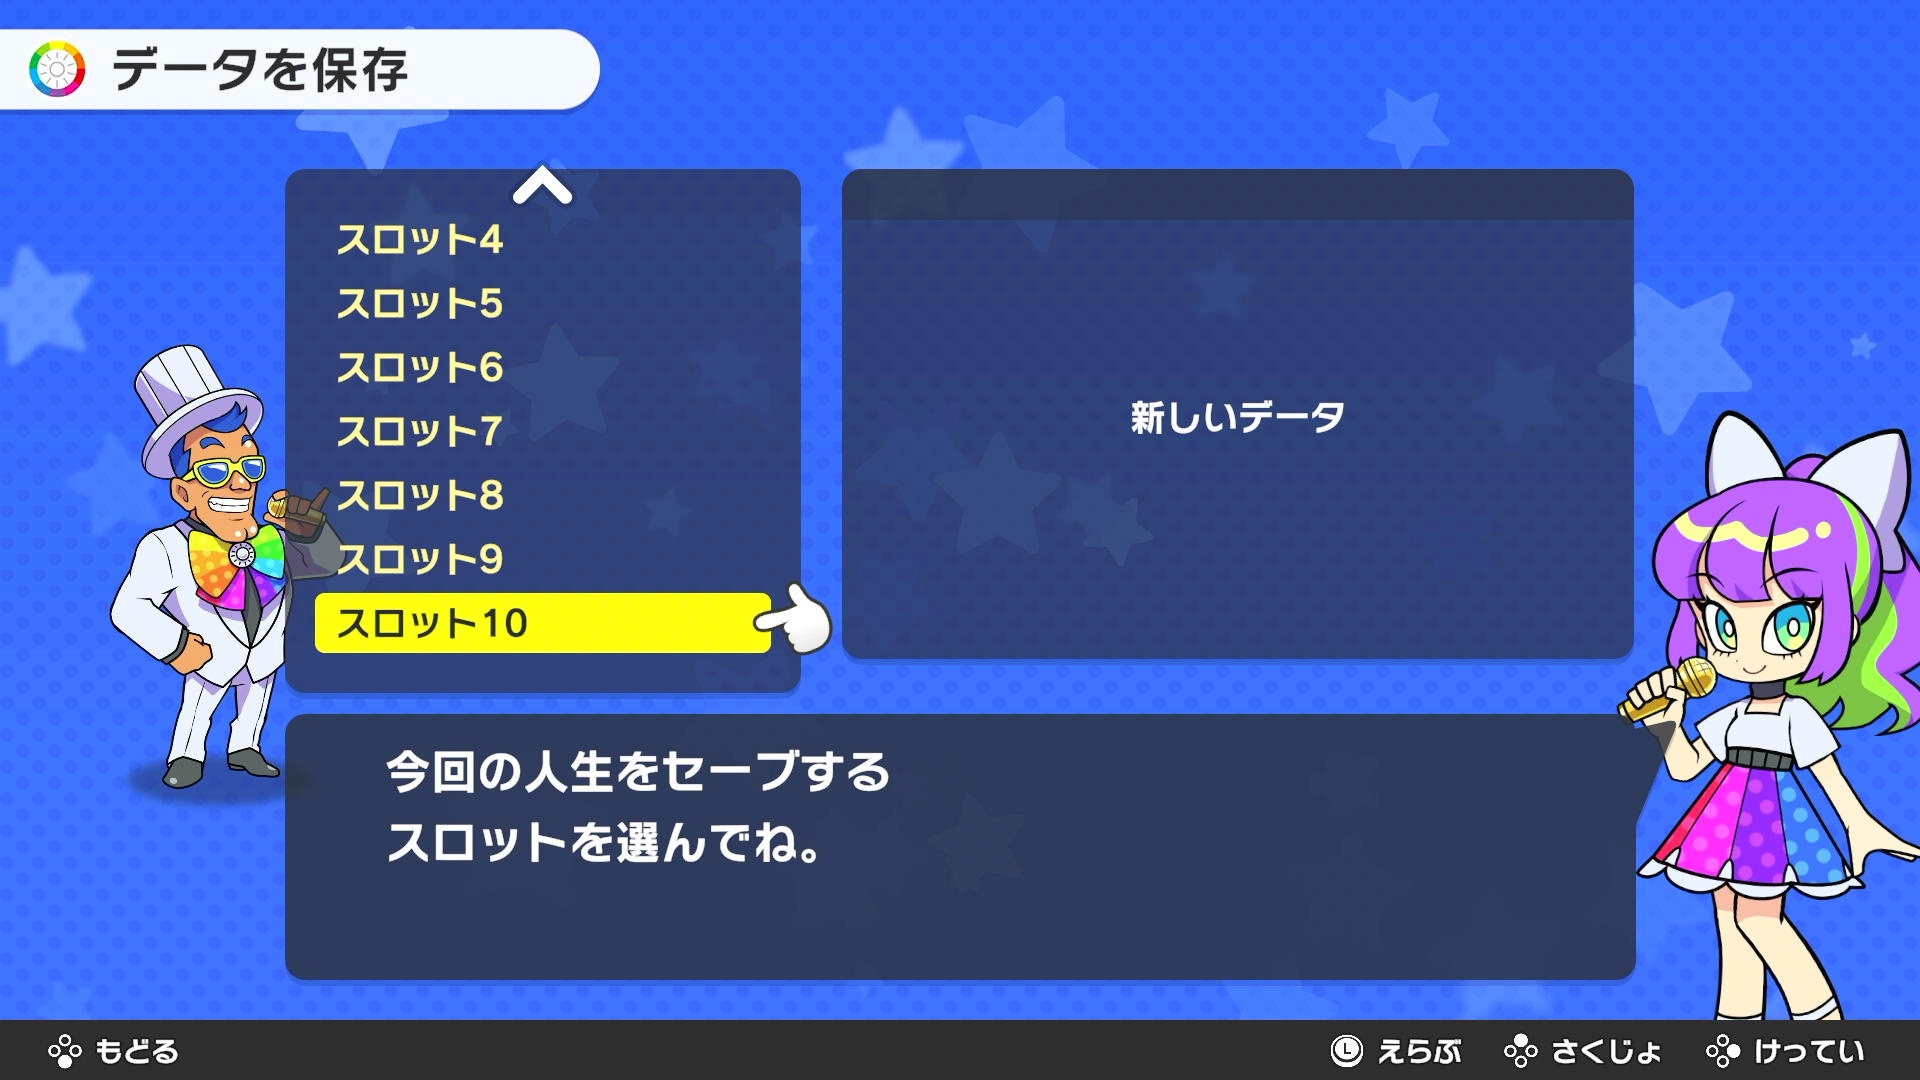 データを保存
スロット4
スロット5
スロット6
スロット7
スロット8
スロット9
スロット10
新しいデータ
今回の人生をセーブする
スロットを選んでね。
もどる
L えらぶ
さくじょ
けってい